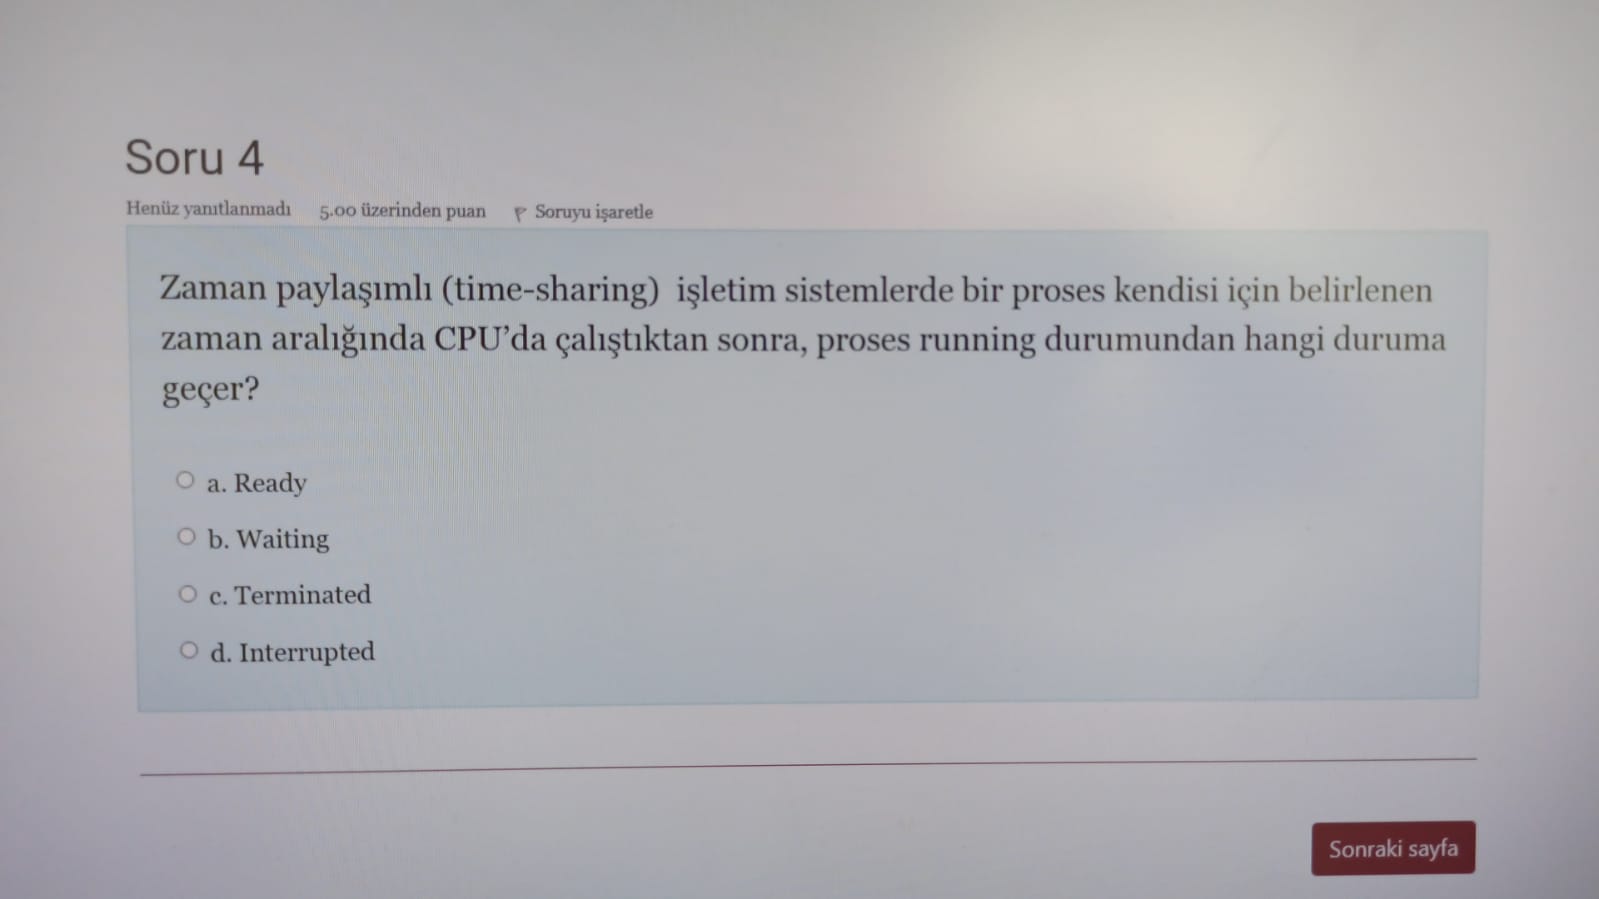 Soru 4
Henüz yanıtlanmadı 5.00 üzerinden puan Soruyu işaretle
Zaman paylaşımlı (time-sharing) işletim sistemlerde bir proses kendisi için belirlenen
zaman aralığında CPU'da çalıştıktan sonra, proses running durumundan hangi duruma
geçer?
a. Ready
b. Waiting
c. Terminated
d. Interrupted
Sonraki sayfa